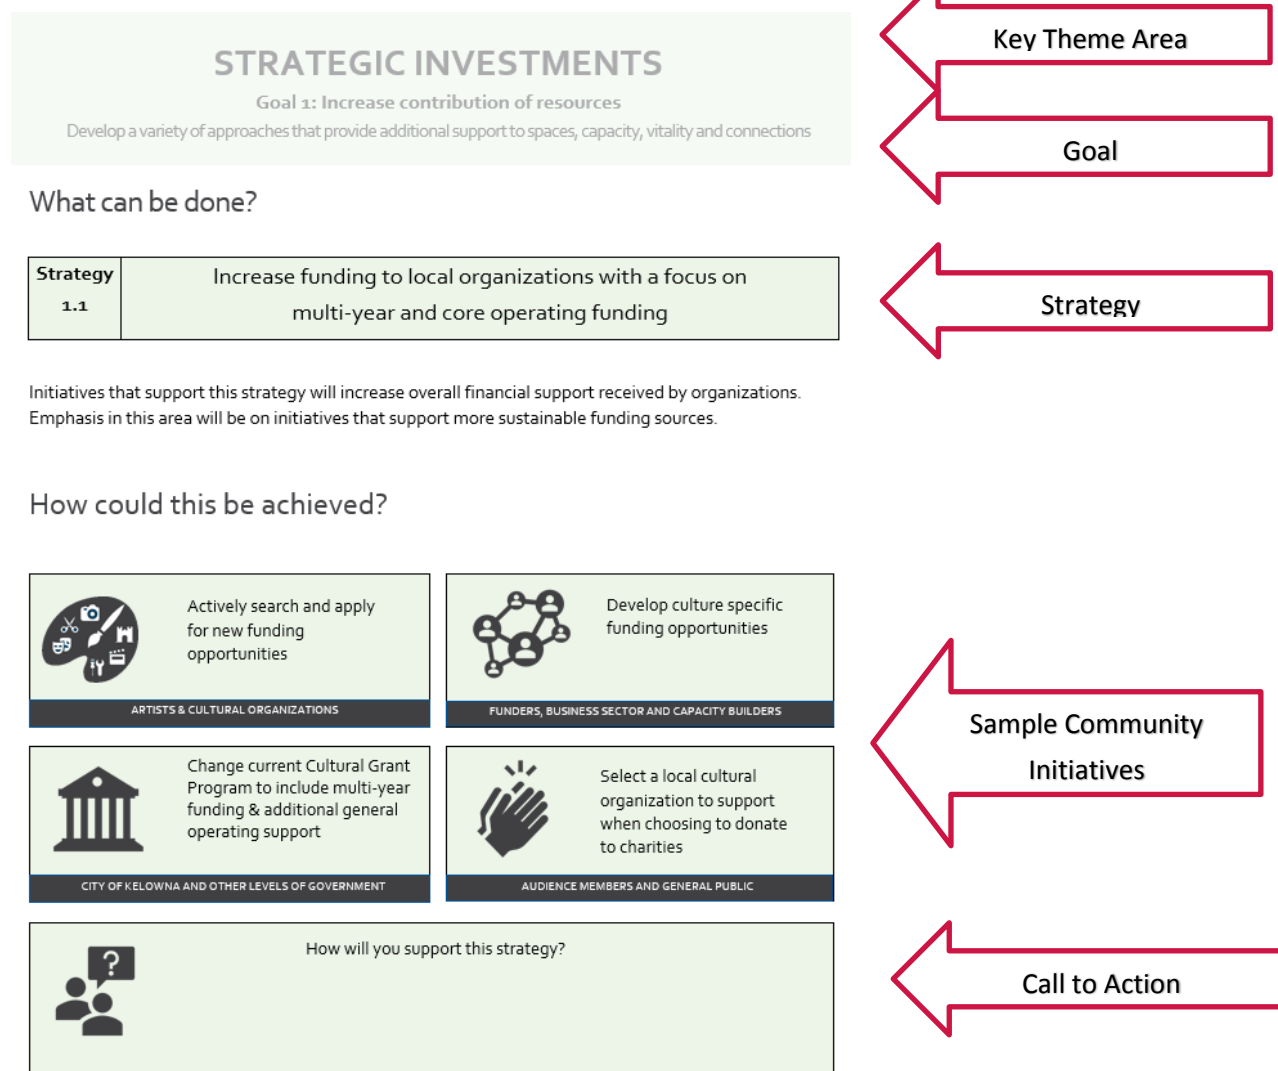 STRATEGIC INVESTMENTS
Goal 1: Increase contribution of resources
Develop a variety of approaches that provide additional support to spaces, capacity, vitality and connections
Key Theme Area
Goal
What can be done?
Strategy
1.1
Increase funding to local organizations with a focus on
multi-year and core operating funding
Strategy
Initiatives that support this strategy will increase overall financial support received by organizations.
Emphasis in this area will be on initiatives that support more sustainable funding sources.
How could this be achieved?
Actively search and apply
for new funding
opportunities
ARTISTS & CULTURAL ORGANIZATIONS
Develop culture specific
funding opportunities
FUNDERS, BUSINESS SECTOR AND CAPACITY BUILDERS
Change current Cultural Grant
Program to include multi-year
funding & additional general
operating support
CITY OF KELOWNA AND OTHER LEVELS OF GOVERNMENT
Select a local cultural
organization to support
when choosing to donate
to charities
AUDIENCE MEMBERS AND GENERAL PUBLIC
Sample Community
Initiatives
?
How will you support this strategy?
Call to Action